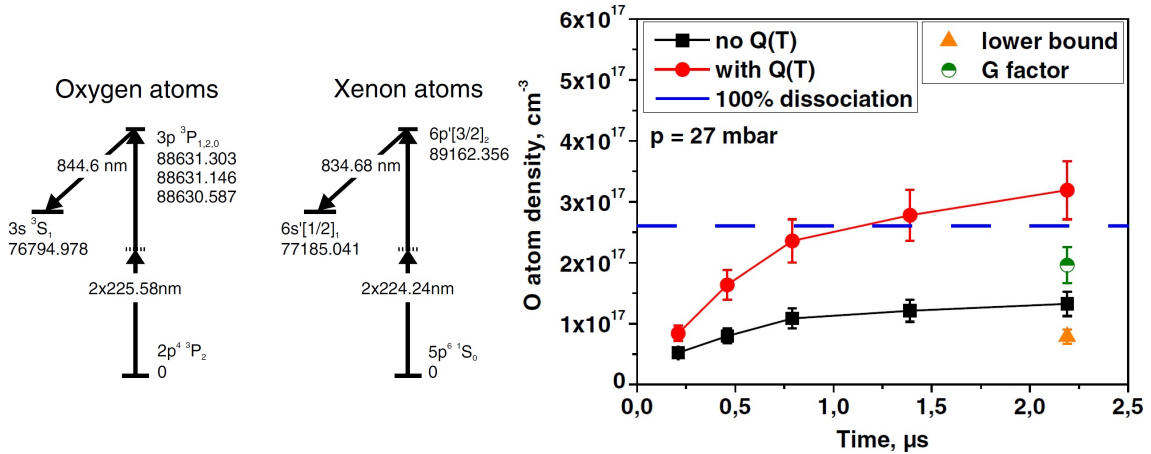 Oxygen atoms
3p ³P₁,₂,₀
88631.303
88631.146
88630.587
844.6 nm
3s ³S₁
76794.978
2x225.58nm
2p⁴ ³P₂
0
Xenon atoms
6p'[3/2]₂
89162.356
834.68 nm
6s'[1/2]₁
77185.041
2x224.24nm
5p⁶ ¹S₀
0
O atom density, cm⁻³
6x10¹⁷
5x10¹⁷
4x10¹⁷
3x10¹⁷
2x10¹⁷
1x10¹⁷
0
no Q(T)
with Q(T)
100% dissociation
lower bound
G factor
p = 27 mbar
0,0
0,5
1,0
1,5
2,0
2,5
Time, µs